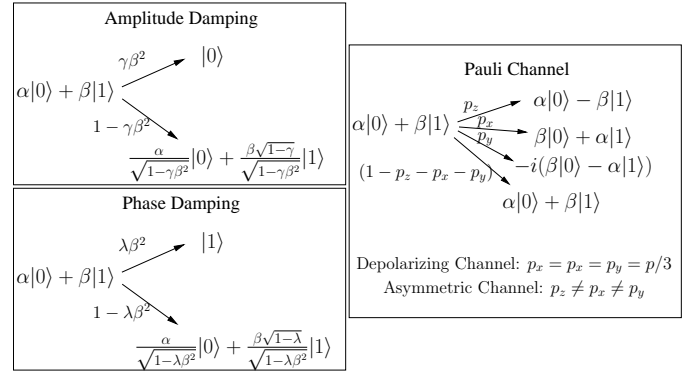 Amplitude Damping
γβ²
|0⟩
α|0⟩ + β|1⟩
1 − γβ²
α/√(1−γβ²)|0⟩ + β√(1−γ)/√(1−γβ²)|1⟩
Phase Damping
λβ²
|1⟩
α|0⟩ + β|1⟩
1 − λβ²
α/√(1−λβ²)|0⟩ + β√(1−λ)/√(1−λβ²)|1⟩
Pauli Channel
p_z
α|0⟩ − β|1⟩
α|0⟩ + β|1⟩
p_x
β|0⟩ + α|1⟩
p_y
−i(β|0⟩ − α|1⟩)
(1 − p_z − p_x − p_y)
α|0⟩ + β|1⟩
Depolarizing Channel: p_x = p_x = p_y = p/3
Asymmetric Channel: p_z ≠ p_x ≠ p_y